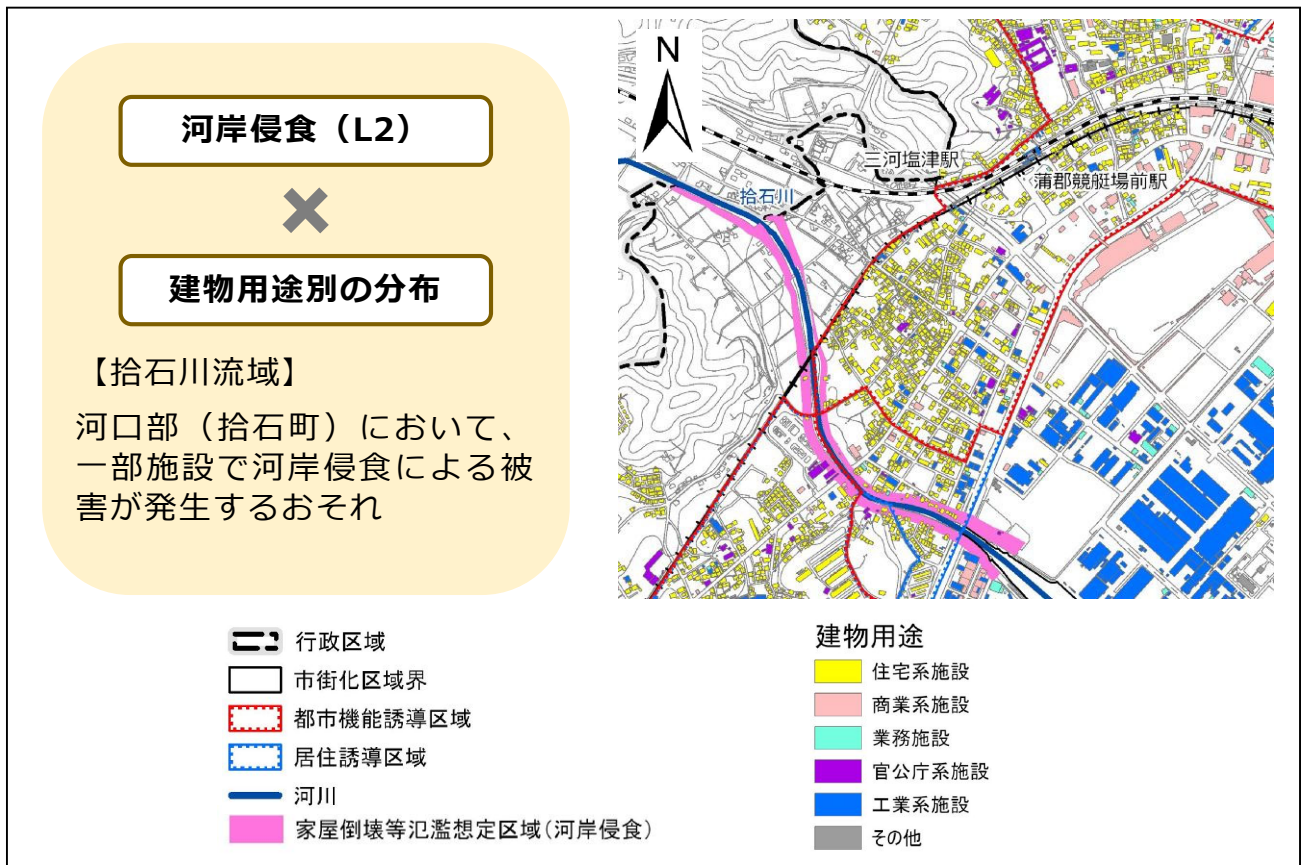 河岸侵食（L2）
×
建物用途別の分布
【拾石川流域】
河口部（拾石町）において、
一部施設で河岸侵食による被
害が発生するおそれ
N
三河塩津駅
蒲郡競艇場前駅
拾石川
行政区域
市街化区域界
都市機能誘導区域
居住誘導区域
河川
家屋倒壊等氾濫想定区域(河岸侵食)
建物用途
住宅系施設
商業系施設
業務施設
官公庁系施設
工業系施設
その他